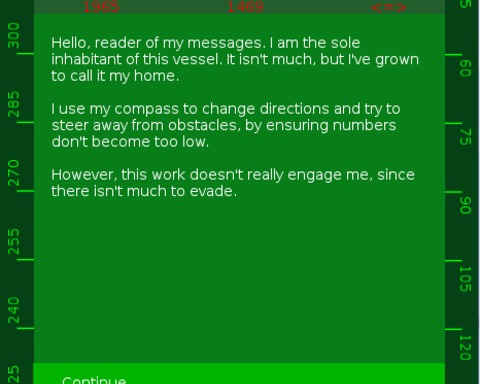 1985 1469 <=>
Hello, reader of my messages. I am the sole
inhabitant of this vessel. It isn't much, but I've grown
to call it my home.
I use my compass to change directions and try to
steer away from obstacles, by ensuring numbers
don't become too low.
However, this work doesn't really engage me, since
there isn't much to evade.
Continue
300
285
270
255
240
60
75
90
105
120